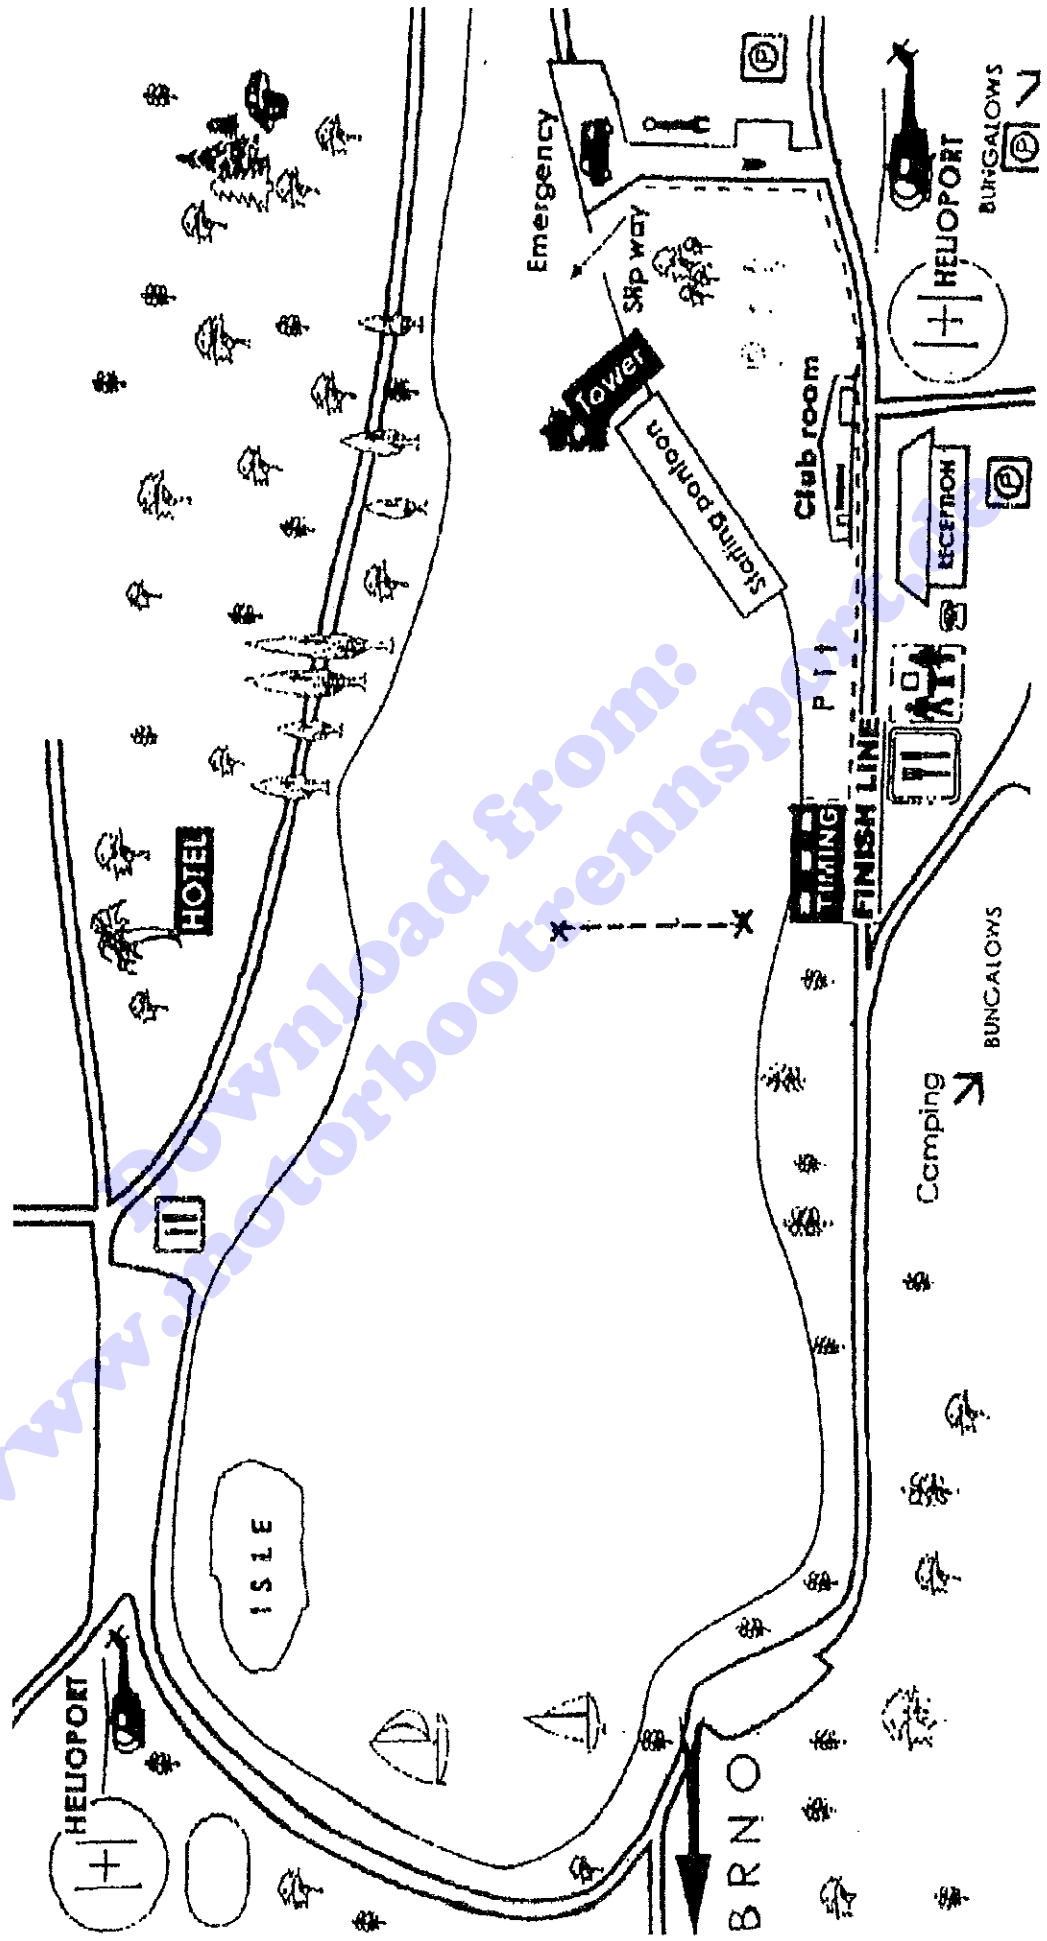 HELIOPORT
ISLE
HOTEL
BRNO
Camping
BUNGALOWS
TIMING
FINISH LINE
Pit
Starting pontoon
Tower
Slip way
Emergency
Club room
RECEPTION
HELIOPORT
BUNGALOWS
P
P
P
H
H
Download from:
www.motorbootrennsport.de